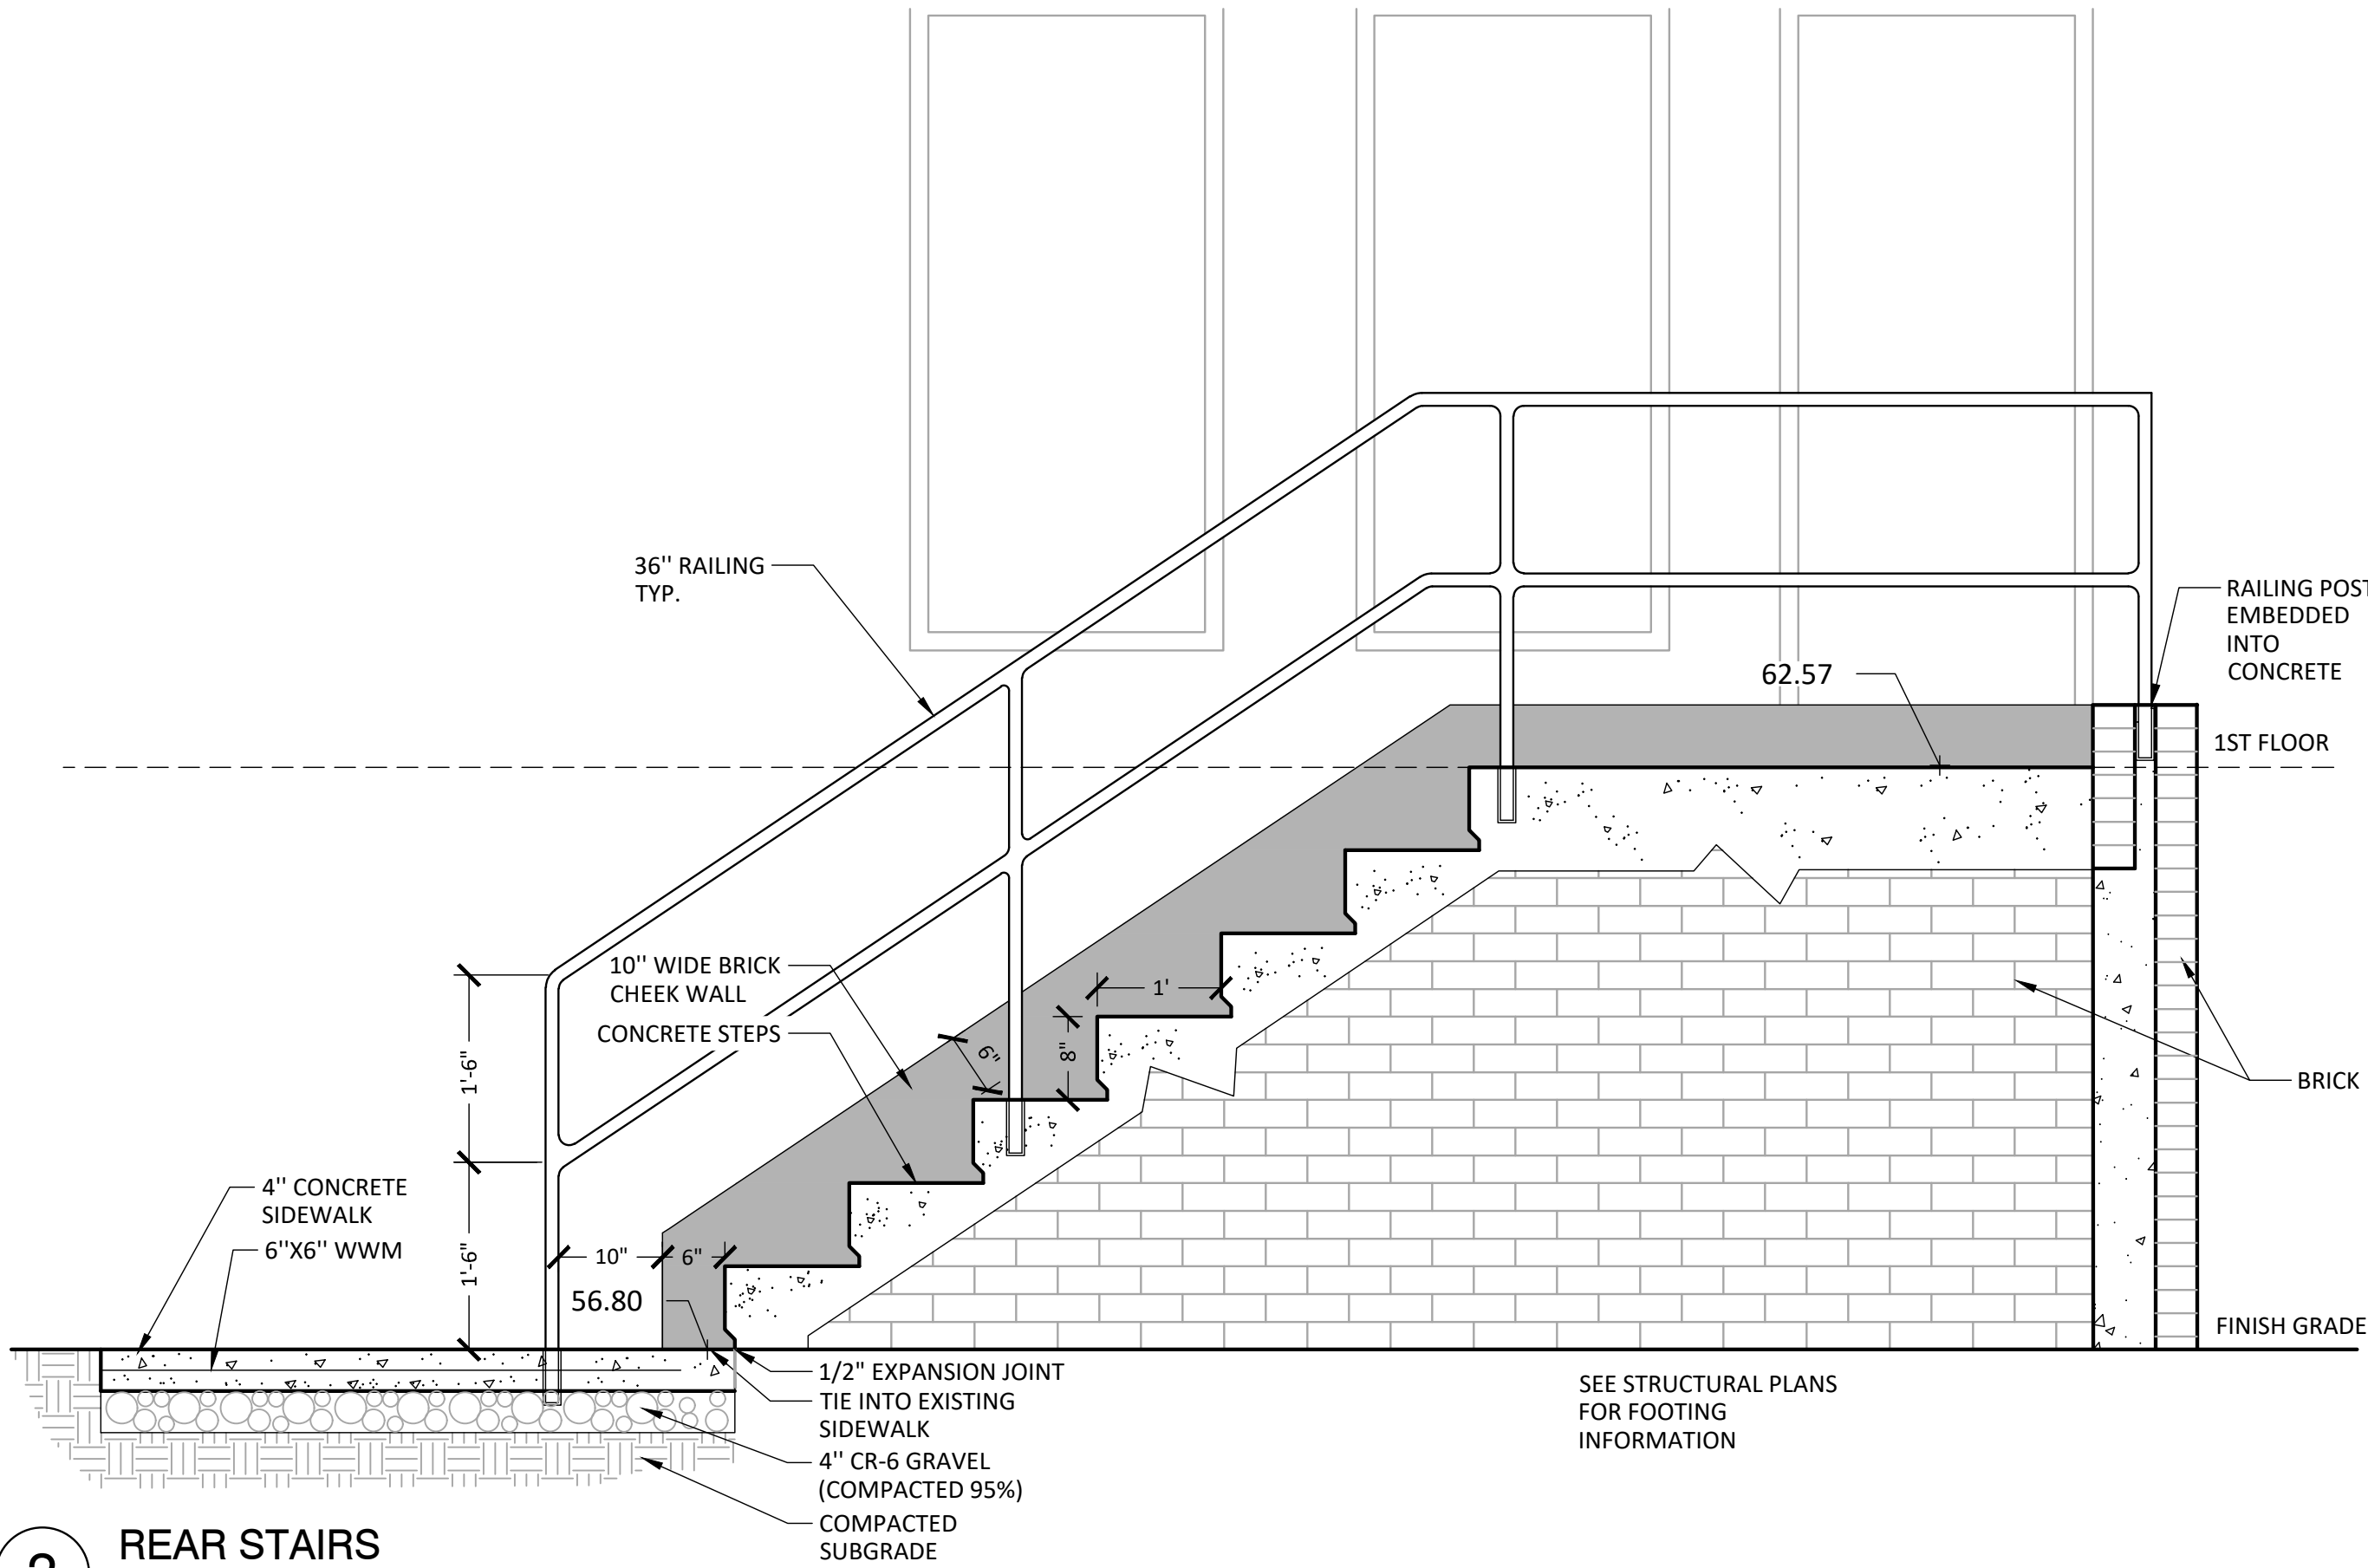 36'' RAILING
TYP.
RAILING POST
EMBEDDED
INTO
CONCRETE
62.57
1ST FLOOR
10'' WIDE BRICK
CHEEK WALL
CONCRETE STEPS
1'
6"
8"
1'-6"
BRICK
4'' CONCRETE
SIDEWALK
6''X6'' WWM
1'-6"
10"
6"
56.80
FINISH GRADE
1/2" EXPANSION JOINT
TIE INTO EXISTING
SIDEWALK
4'' CR-6 GRAVEL
(COMPACTED 95%)
COMPACTED
SUBGRADE
SEE STRUCTURAL PLANS
FOR FOOTING
INFORMATION
REAR STAIRS